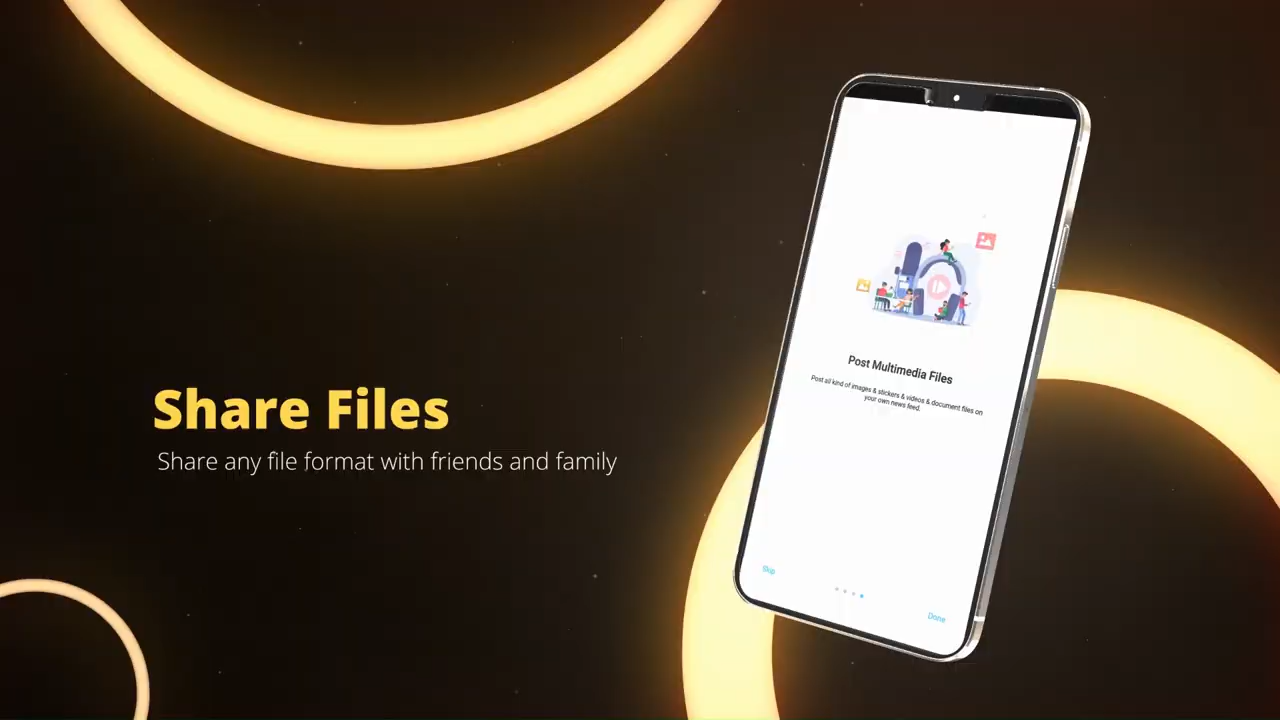 Share Files
Share any file format with friends and family
Post Multimedia Files
Post all kind of images & stickers & videos & document files on
your own news feed.
Skip
Done